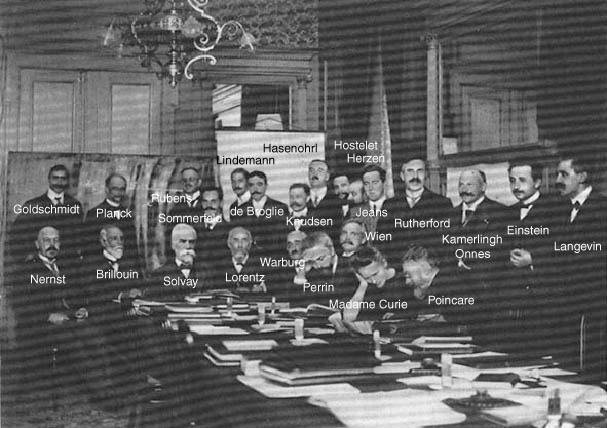 Hasenohrl
Hostelet
Herzen
Lindemann
Goldschmidt
Planck
Rubens
Sommerfeld
de Broglie
Knudsen
Jeans
Rutherford
Kamerlingh
Onnes
Einstein
Langevin
Nernst
Brillouin
Solvay
Lorentz
Warburg
Perrin
Wien
Madame Curie
Poincare